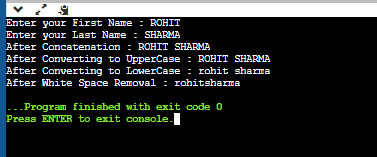 Enter your First Name : ROHIT
Enter your Last Name : SHARMA
After Concatenation : ROHIT SHARMA
After Converting to UpperCase : ROHIT SHARMA
After Converting to LowerCase : rohit sharma
After White Space Removal : rohitsharma
...Program finished with exit code 0
Press ENTER to exit console.